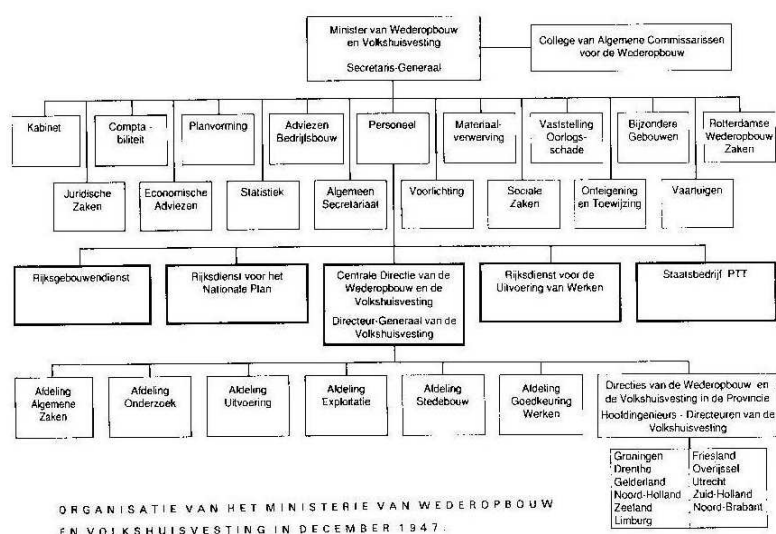 Minister van Wederopbouw
en Volkshuisvesting
Secretaris-Generaal
College van Algemene Commissarissen
voor de Wederopbouw
Kabinet
Compta -
biliteit
Planvorming
Adviezen
Bedrijfsbouw
Personeel
Materiaal-
verwerving
Vaststelling
Oorlogs-
schade
Bijzondere
Gebouwen
Rotterdamse
Wederopbouw
Zaken
Juridische
Zaken
Economische
Adviezen
Statistiek
Algemeen
Secretariaat
Voorlichting
Sociale
Zaken
Onteigening
en Toewijzing
Vaartuigen
Rijksgebouwendienst
Rijksdienst voor het
Nationale Plan
Centrale Directie van de
Wederopbouw en de
Volkshuisvesting
Directeur-Generaal van de
Volkshuisvesting
Rijksdienst voor de
Uitvoering van Werken
Staatsbedrijf PTT
Afdeling
Algemene
Zaken
Afdeling
Onderzoek
Afdeling
Uitvoering
Afdeling
Exploitatie
Afdeling
Stedebouw
Afdeling
Goedkeuring
Werken
Directies van de Wederopbouw en
de Volkshuisvesting in de Provincie
Hoofdingenieurs - Directeuren van de
Volkshuisvesting
Groningen
Drenthe
Gelderland
Noord-Holland
Zeeland
Limburg
Friesland
Overijssel
Utrecht
Zuid-Holland
Noord-Brabant
ORGANISATIE VAN HET MINISTERIE VAN WEDEROPBOUW
EN VOLKSHUISVESTING IN DECEMBER 1947.